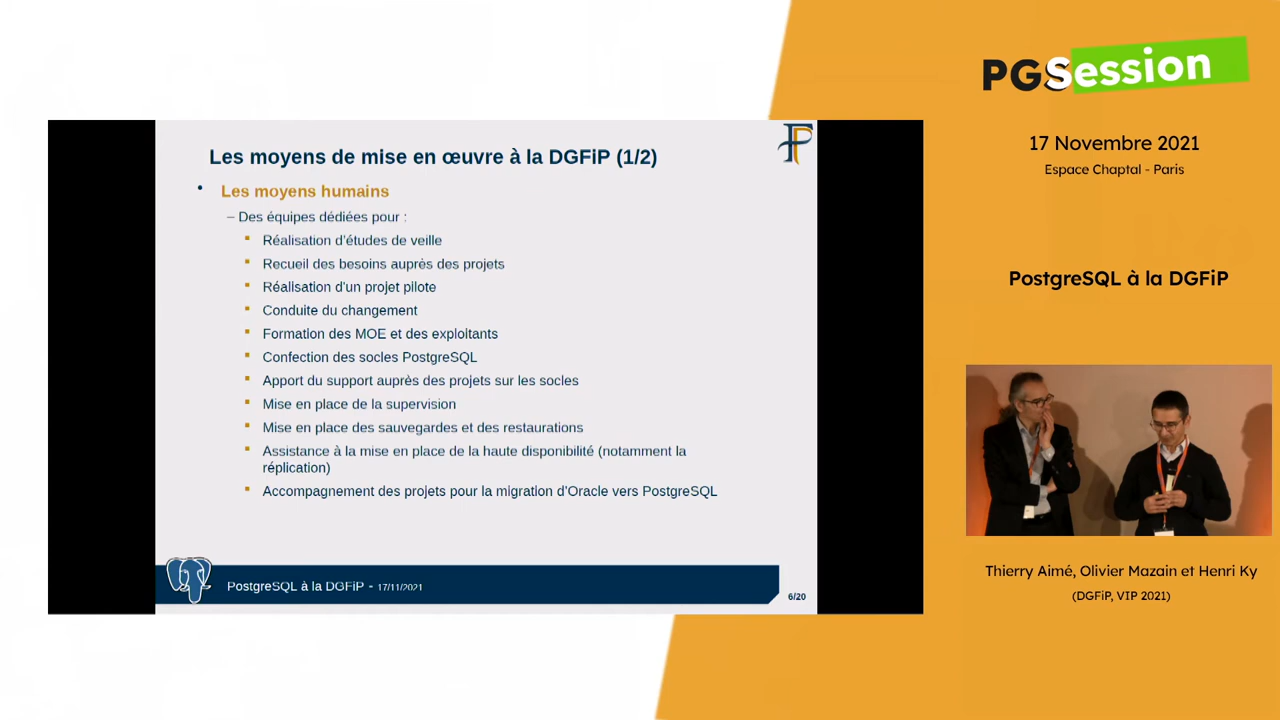 Les moyens de mise en œuvre à la DGFiP (1/2)
• Les moyens humains
– Des équipes dédiées pour :
Réalisation d'études de veille
Recueil des besoins auprès des projets
Réalisation d'un projet pilote
Conduite du changement
Formation des MOE et des exploitants
Confection des socles PostgreSQL
Apport du support auprès des projets sur les socles
Mise en place de la supervision
Mise en place des sauvegardes et des restaurations
Assistance à la mise en place de la haute disponibilité (notamment la
réplication)
Accompagnement des projets pour la migration d'Oracle vers PostgreSQL
PostgreSQL à la DGFiP - 17/11/2021
6/20
PGSession
17 Novembre 2021
Espace Chaptal - Paris
PostgreSQL à la DGFiP
Thierry Aimé, Olivier Mazain et Henri Ky
(DGFiP, VIP 2021)